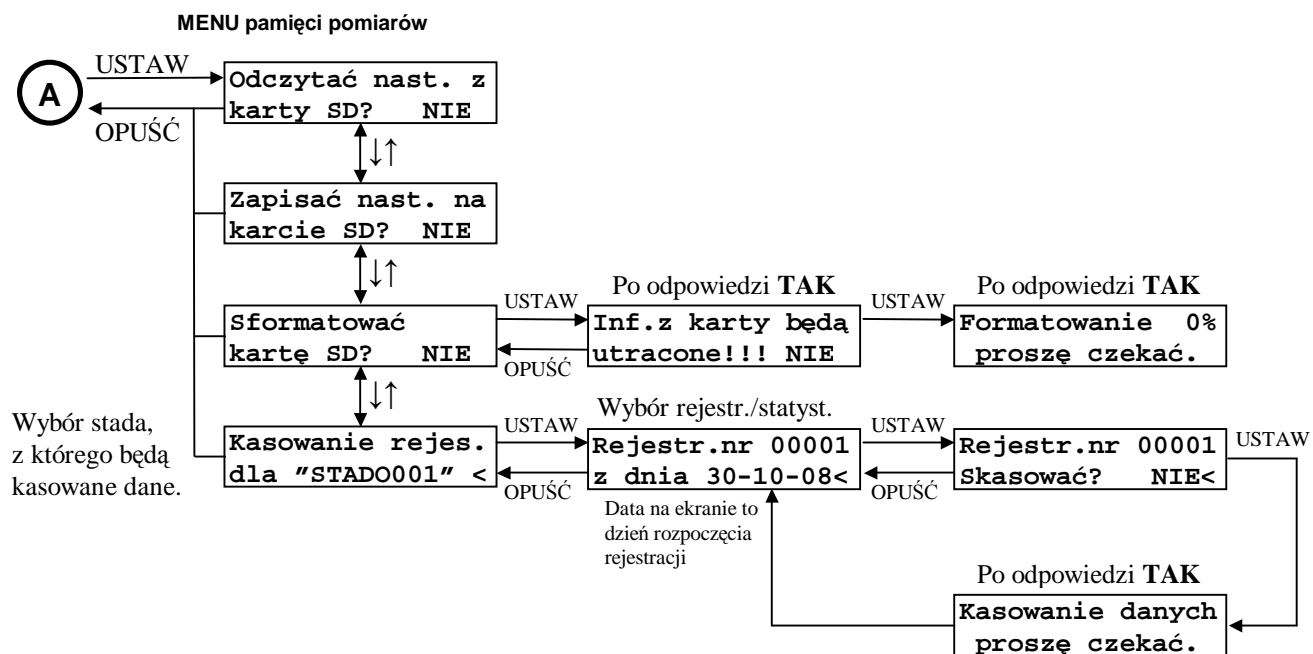 MENU pamięci pomiarów
A
USTAW
OPUŚĆ
Odczytać nast. z
karty SD? NIE
↓↑
Zapisać nast. na
karcie SD? NIE
↓↑
Sformatować
kartę SD? NIE
USTAW
OPUŚĆ
Po odpowiedzi TAK
Inf.z karty będą
utracone!!! NIE
USTAW
Po odpowiedzi TAK
Formatowanie 0%
proszę czekać.
↓↑
Wybór stada,
z którego będą
kasowane dane.
Kasowanie rejes.
dla ”STADO001” <
USTAW
OPUŚĆ
Wybór rejestr./statyst.
Rejestr.nr 00001
z dnia 30-10-08<
Data na ekranie to
dzień rozpoczęcia
rejestracji
USTAW
OPUŚĆ
Rejestr.nr 00001
Skasować? NIE<
USTAW
Po odpowiedzi TAK
Kasowanie danych
proszę czekać.